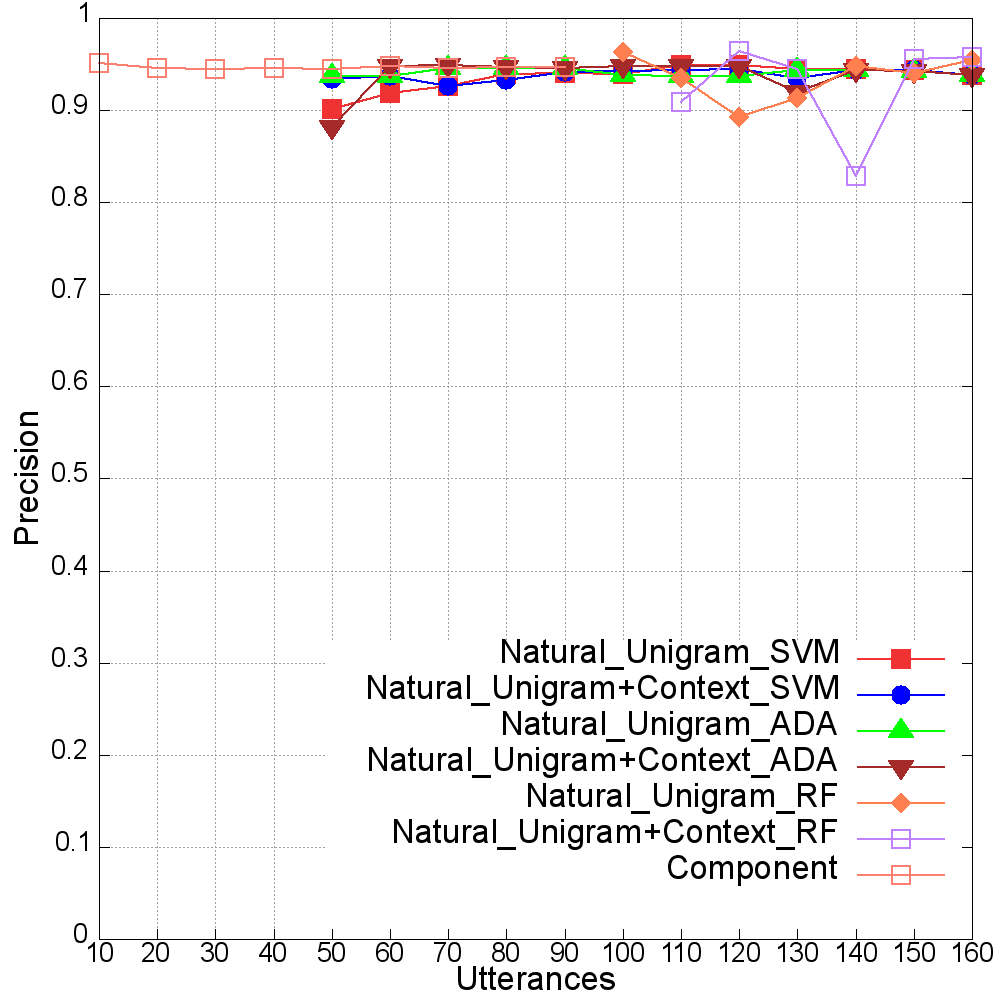 1
0.9
0.8
0.7
0.6
0.5
0.4
0.3
0.2
0.1
0
Precision
Natural_Unigram_SVM
Natural_Unigram+Context_SVM
Natural_Unigram_ADA
Natural_Unigram+Context_ADA
Natural_Unigram_RF
Natural_Unigram+Context_RF
Component
10 20 30 40 50 60 70 80 90 100 110 120 130 140 150 160
Utterances